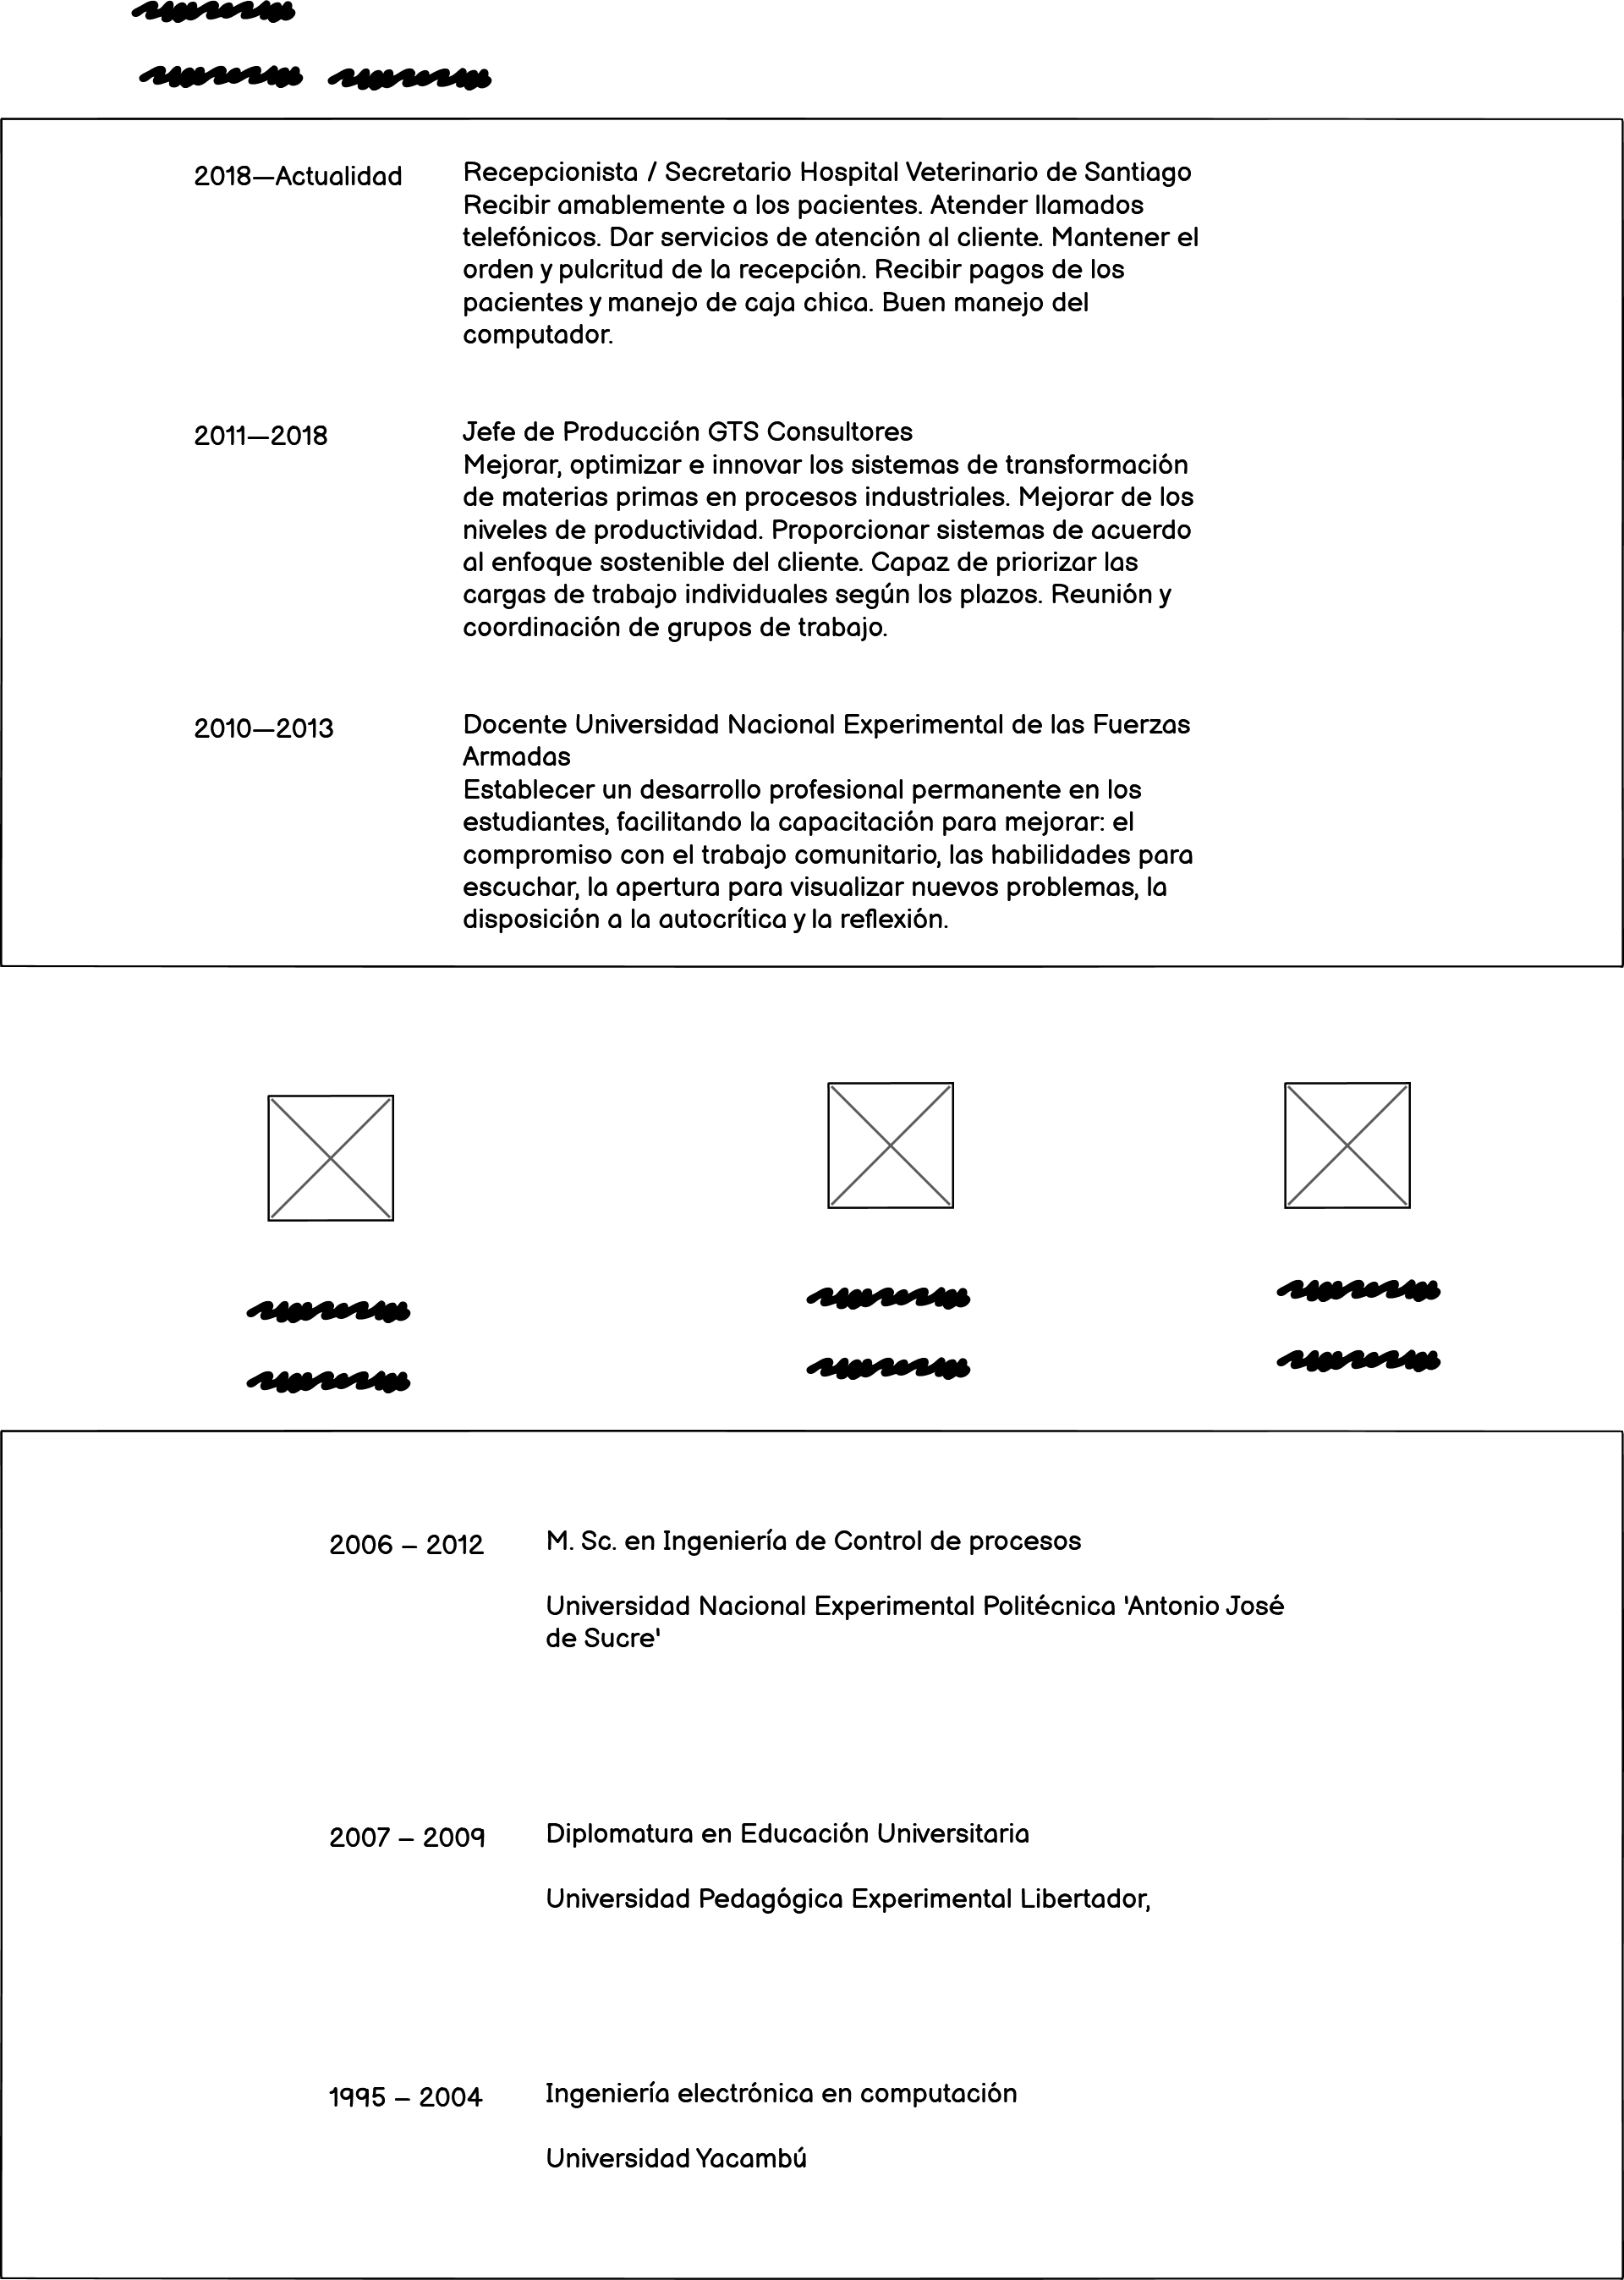 2018—Actualidad
Recepcionista / Secretario Hospital Veterinario de Santiago
Recibir amablemente a los pacientes. Atender llamados
telefónicos. Dar servicios de atención al cliente. Mantener el
orden y pulcritud de la recepción. Recibir pagos de los
pacientes y manejo de caja chica. Buen manejo del
computador.
2011—2018
Jefe de Producción GTS Consultores
Mejorar, optimizar e innovar los sistemas de transformación
de materias primas en procesos industriales. Mejorar de los
niveles de productividad. Proporcionar sistemas de acuerdo
al enfoque sostenible del cliente. Capaz de priorizar las
cargas de trabajo individuales según los plazos. Reunión y
coordinación de grupos de trabajo.
2010—2013
Docente Universidad Nacional Experimental de las Fuerzas
Armadas
Establecer un desarrollo profesional permanente en los
estudiantes, facilitando la capacitación para mejorar: el
compromiso con el trabajo comunitario, las habilidades para
escuchar, la apertura para visualizar nuevos problemas, la
disposición a la autocrítica y la reflexión.
2006 – 2012
M. Sc. en Ingeniería de Control de procesos
Universidad Nacional Experimental Politécnica 'Antonio José
de Sucre'
2007 – 2009
Diplomatura en Educación Universitaria
Universidad Pedagógica Experimental Libertador,
1995 – 2004
Ingeniería electrónica en computación
Universidad Yacambú